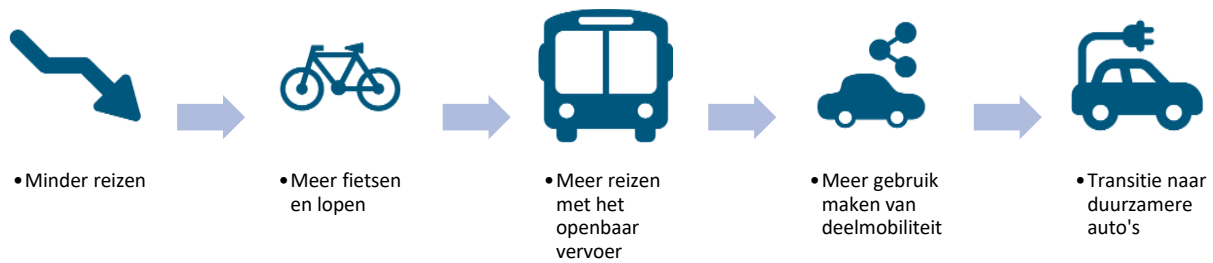 •Minder reizen
•Meer fietsen
en lopen
•Meer reizen
met het
openbaar
vervoer
•Meer gebruik
maken van
deelmobiliteit
•Transitie naar
duurzamere
auto's